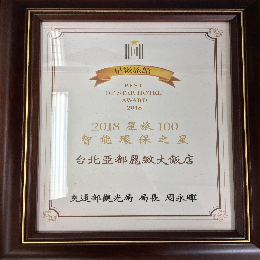 星旅旅館
BEST
OF STAR HOTEL
AWARD
2018
2018 星旅100
智能環保之星
台北亞都麗緻大飯店
交通部觀光局 局長 周永暉